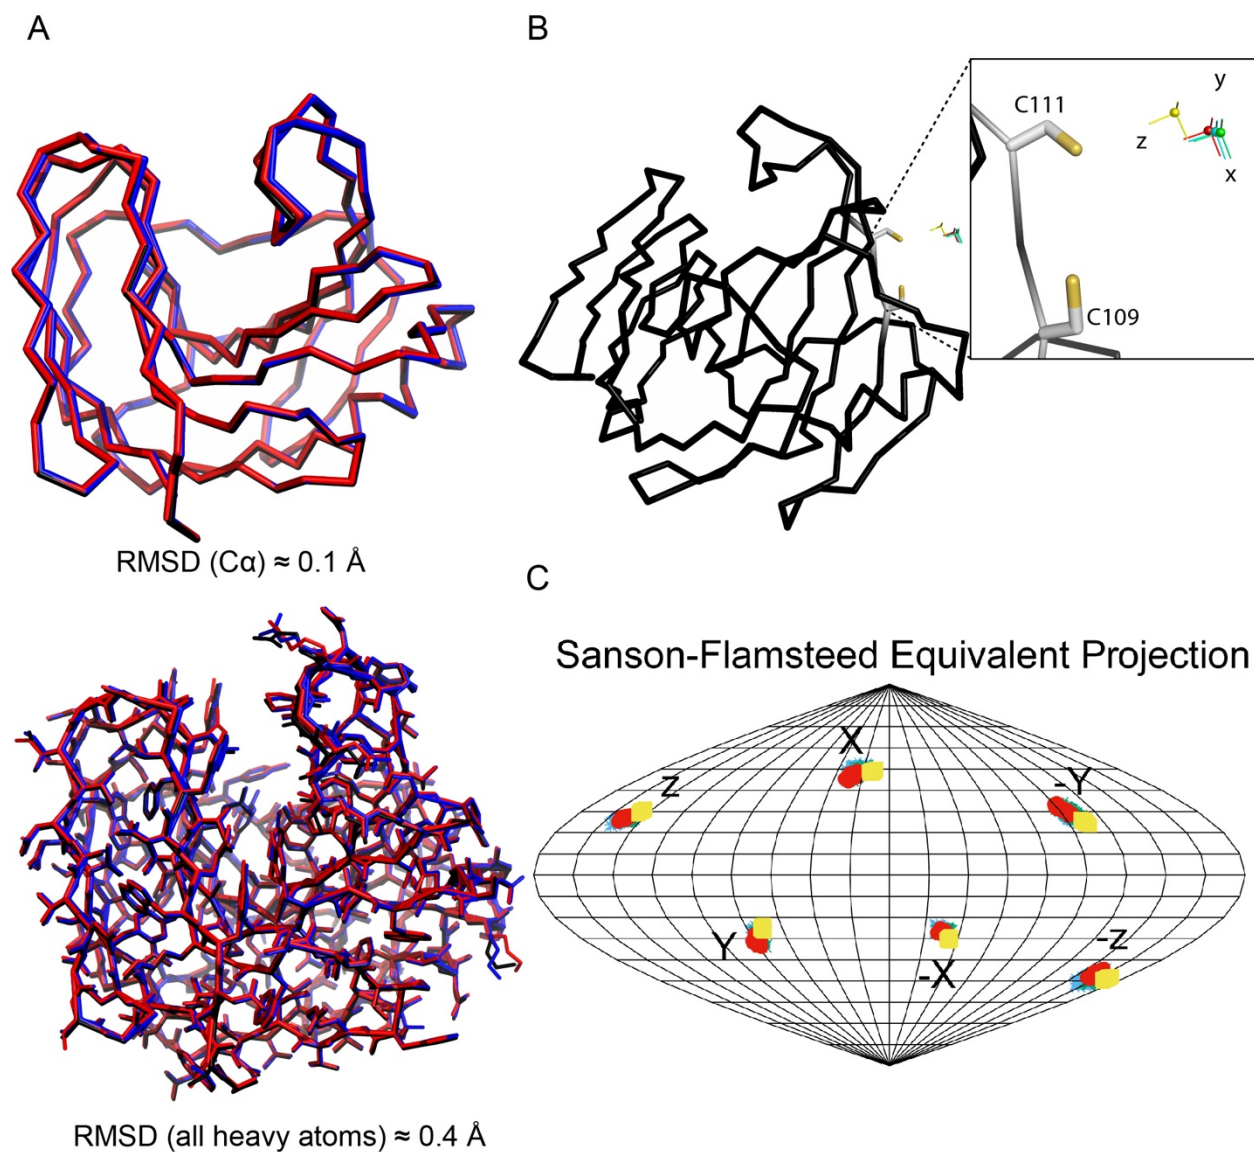 A
B
C111
y
z
x
C109
RMSD (Cα) ≈ 0.1 Å
C
Sanson-Flamsteed Equivalent Projection
X
z
-Y
Y
-X
-z
RMSD (all heavy atoms) ≈ 0.4 Å